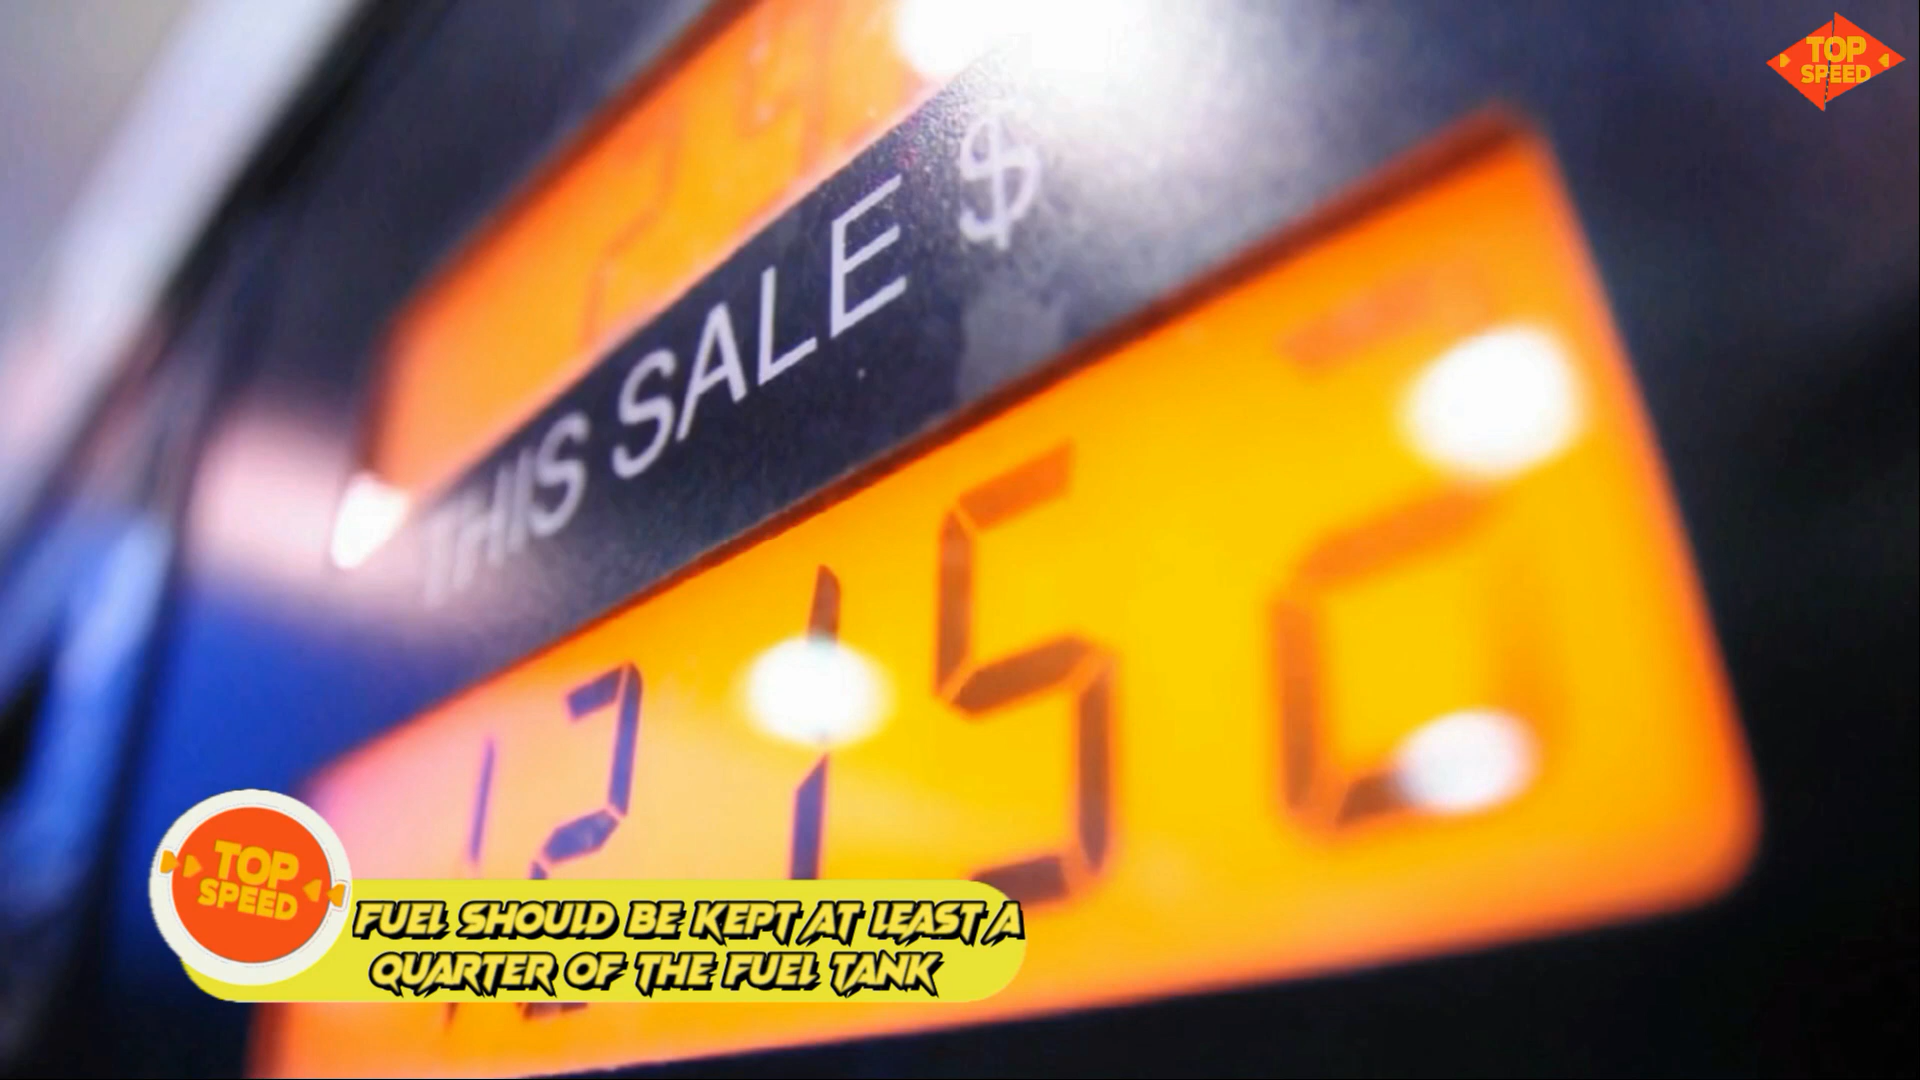 TOP
SPEED
THIS SALE $
TOP
SPEED
FUEL SHOULD BE KEPT AT LEAST A
QUARTER OF THE FUEL TANK